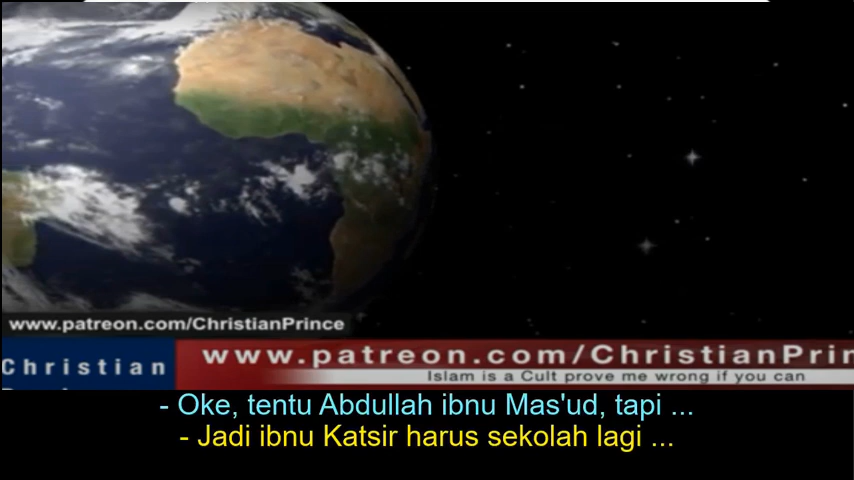 www.patreon.com/ChristianPrince
Christian
www.patreon.com/ChristianPrin
Islam is a Cult prove me wrong if you can
- Oke, tentu Abdullah ibnu Mas'ud, tapi ...
- Jadi ibnu Katsir harus sekolah lagi ...